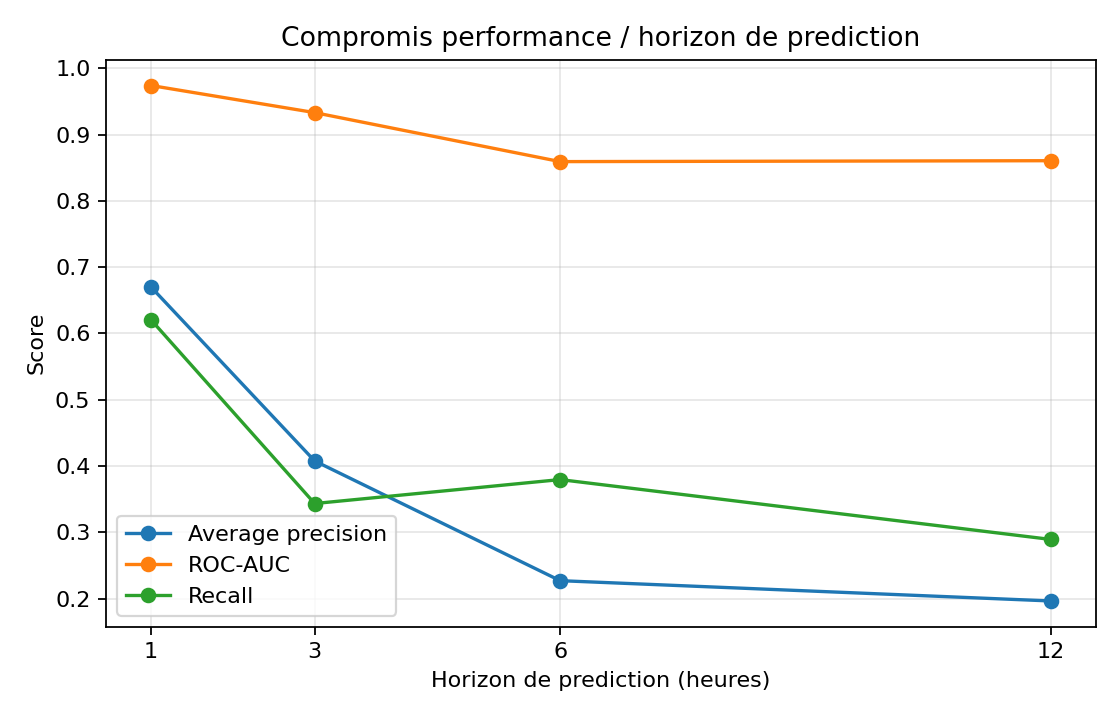 Compromis performance / horizon de prediction
1.0
0.9
0.8
0.7
0.6
0.5
0.4
0.3
0.2
Score
Average precision
ROC-AUC
Recall
1 3 6 12
Horizon de prediction (heures)